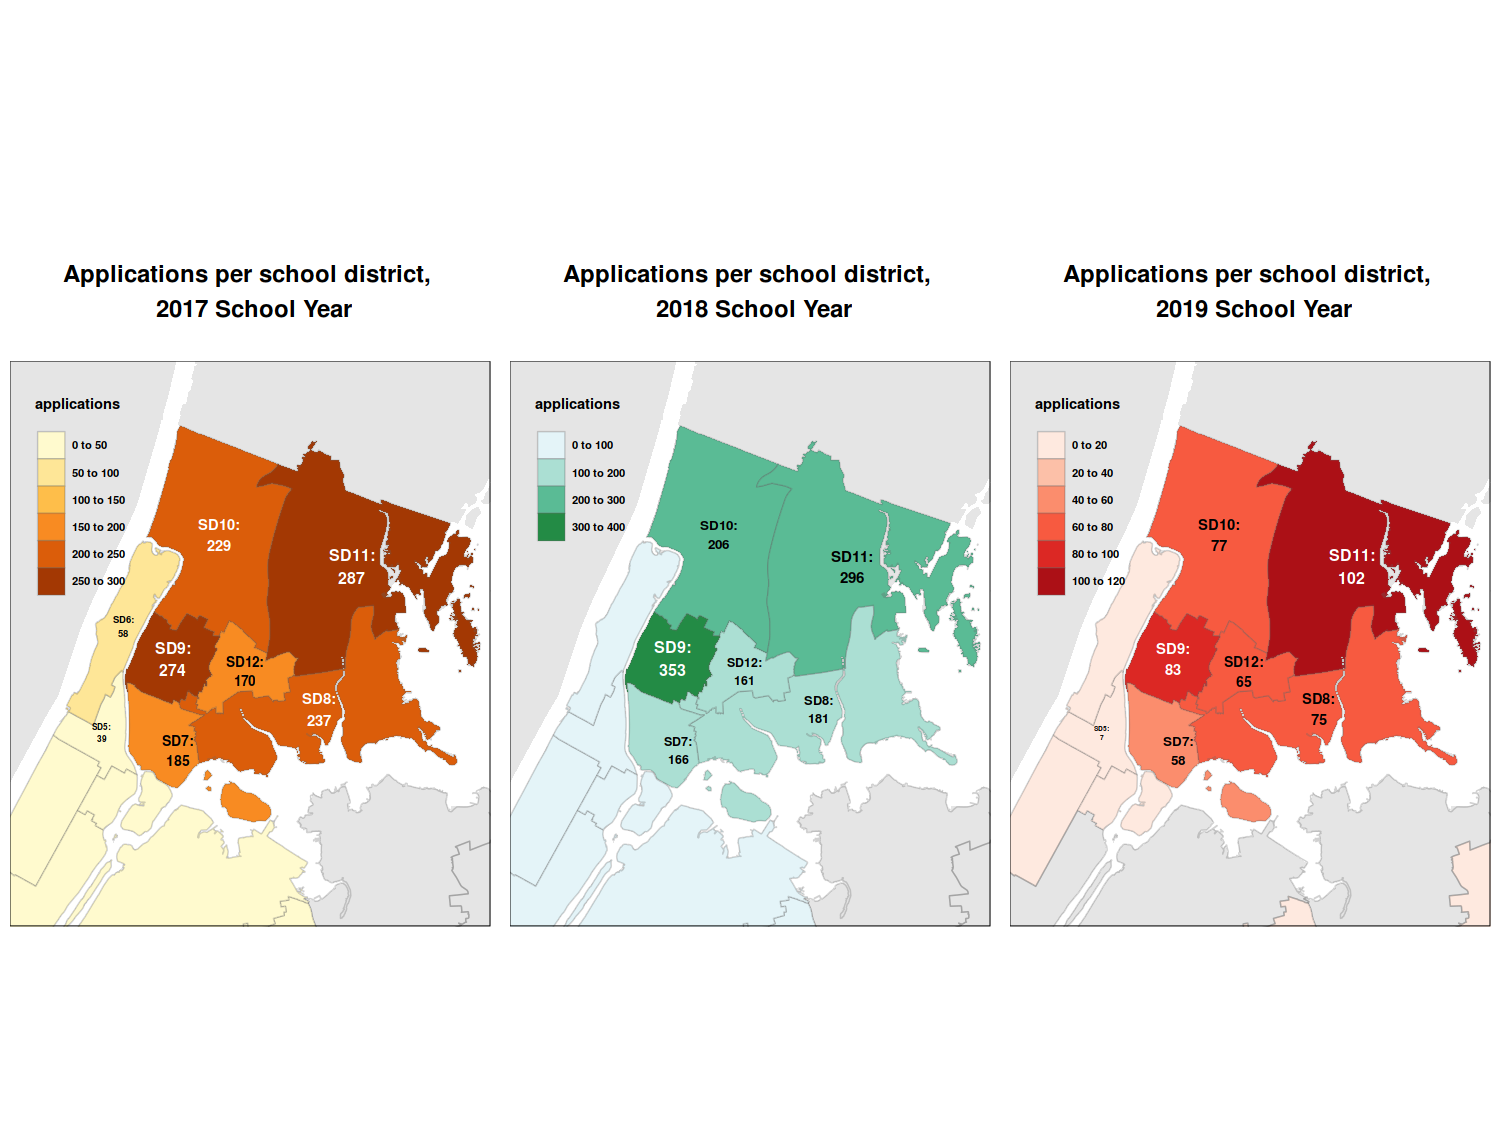 Applications per school district,
2017 School Year
applications
0 to 50
50 to 100
100 to 150
150 to 200
200 to 250
250 to 300
SD10:
229
SD11:
287
SD6:
58
SD9:
274
SD12:
170
SD8:
237
SD5:
39
SD7:
185
Applications per school district,
2018 School Year
applications
0 to 100
100 to 200
200 to 300
300 to 400
SD10:
206
SD11:
296
SD9:
353
SD12:
161
SD8:
181
SD7:
166
Applications per school district,
2019 School Year
applications
0 to 20
20 to 40
40 to 60
60 to 80
80 to 100
100 to 120
SD10:
77
SD11:
102
SD9:
83
SD12:
65
SD8:
75
SD5:
7
SD7:
58